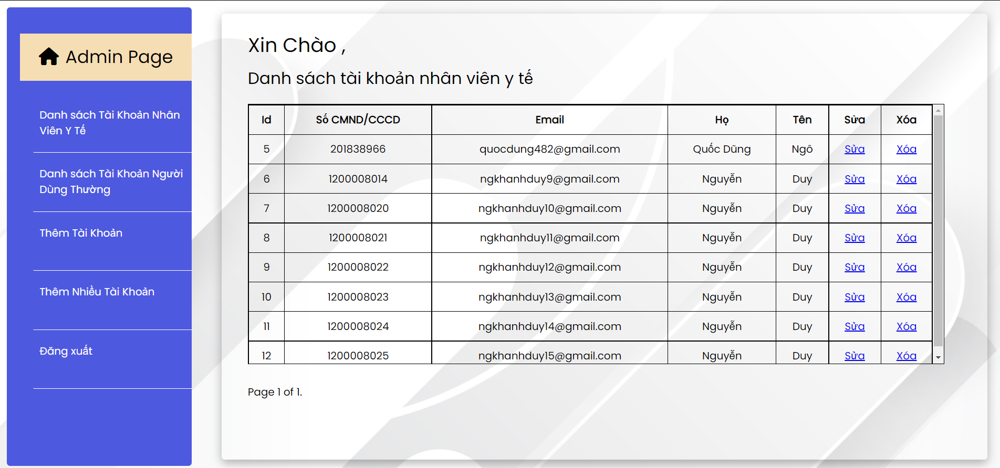 Admin Page
Danh sách Tài Khoản Nhân
Viên Y Tế
Danh sách Tài Khoản Người
Dùng Thường
Thêm Tài Khoản
Thêm Nhiều Tài Khoản
Đăng xuất
Xin Chào ,
Danh sách tài khoản nhân viên y tế
Id Số CMND/CCCD Email Họ Tên Sửa Xóa
5 201838966 quocdung482@gmail.com Quốc Dũng Ngô Sửa Xóa
6 1200008014 ngkhanhduy9@gmail.com Nguyễn Duy Sửa Xóa
7 1200008020 ngkhanhduy10@gmail.com Nguyễn Duy Sửa Xóa
8 1200008021 ngkhanhduy11@gmail.com Nguyễn Duy Sửa Xóa
9 1200008022 ngkhanhduy12@gmail.com Nguyễn Duy Sửa Xóa
10 1200008023 ngkhanhduy13@gmail.com Nguyễn Duy Sửa Xóa
11 1200008024 ngkhanhduy14@gmail.com Nguyễn Duy Sửa Xóa
12 1200008025 ngkhanhduy15@gmail.com Nguyễn Duy Sửa Xóa
Page 1 of 1.